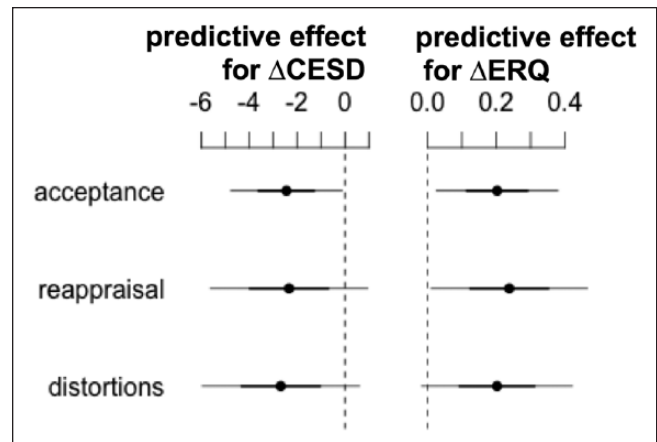 predictive effect
for ΔCESD
predictive effect
for ΔERQ
-6 -4 -2 0
0.0 0.2 0.4
acceptance
reappraisal
distortions